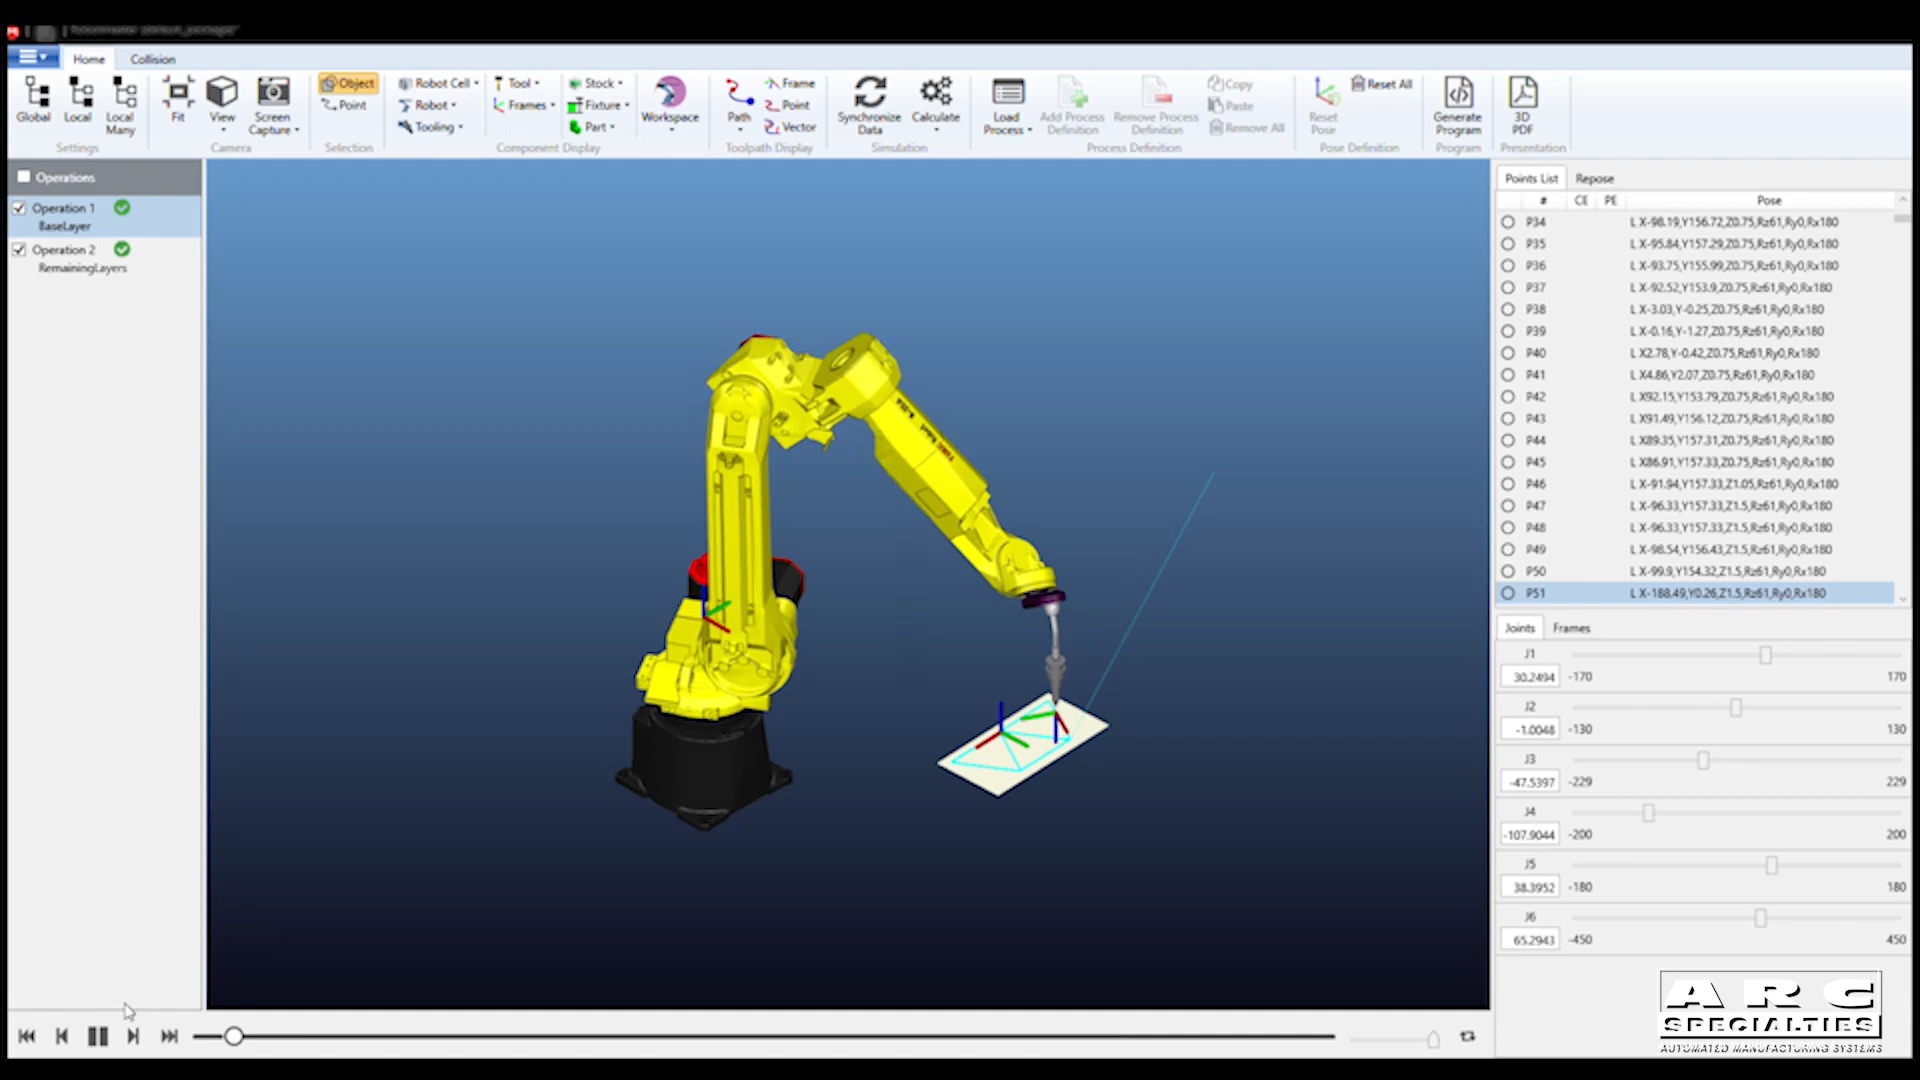 Home Collision
Global Local Local Many
Settings
Fit View Screen Capture
Camera
Object
Point
Selection
Robot Cell Tool Stock
Robot Frames Fixture
Tooling Part
Workspace
Component Display
Path Frame
Point
Vector
Toolpath Display
Synchronize Data Calculate
Simulation
Load Process Add Process Definition Remove Process Definition
Copy
Paste
Remove All
Process Definition
Reset Pose Reset All
Pose Definition
Generate Program
Program
3D PDF
Presentation
Operations
Operation 1
BaseLayer
Operation 2
RemainingLayers
Points List Repose
# CE PE Pose
P34 L X-98.19,Y156.72,Z0.75,Rz61,Ry0,Rx180
P35 L X-95.84,Y157.29,Z0.75,Rz61,Ry0,Rx180
P36 L X-93.75,Y155.99,Z0.75,Rz61,Ry0,Rx180
P37 L X-92.52,Y153.9,Z0.75,Rz61,Ry0,Rx180
P38 L X-3.03,Y-0.25,Z0.75,Rz61,Ry0,Rx180
P39 L X-0.16,Y-1.27,Z0.75,Rz61,Ry0,Rx180
P40 L X2.78,Y-0.42,Z0.75,Rz61,Ry0,Rx180
P41 L X4.86,Y2.07,Z0.75,Rz61,Ry0,Rx180
P42 L X92.15,Y153.79,Z0.75,Rz61,Ry0,Rx180
P43 L X91.49,Y156.12,Z0.75,Rz61,Ry0,Rx180
P44 L X89.35,Y157.31,Z0.75,Rz61,Ry0,Rx180
P45 L X86.91,Y157.33,Z0.75,Rz61,Ry0,Rx180
P46 L X-91.94,Y157.33,Z1.05,Rz61,Ry0,Rx180
P47 L X-96.33,Y157.33,Z1.5,Rz61,Ry0,Rx180
P48 L X-96.33,Y157.33,Z1.5,Rz61,Ry0,Rx180
P49 L X-98.54,Y156.43,Z1.5,Rz61,Ry0,Rx180
P50 L X-99.9,Y154.32,Z1.5,Rz61,Ry0,Rx180
P51 L X-188.49,Y0.26,Z1.5,Rz61,Ry0,Rx180
Joints Frames
J1
30.2494 -170 170
J2
-1.0048 -130 130
J3
-47.5397 -229 229
J4
-107.9044 -200 200
J5
38.3952 -180 180
J6
65.2943 -450 450
ARC
SPECIALTIES
AUTOMATED MANUFACTURING SYSTEMS